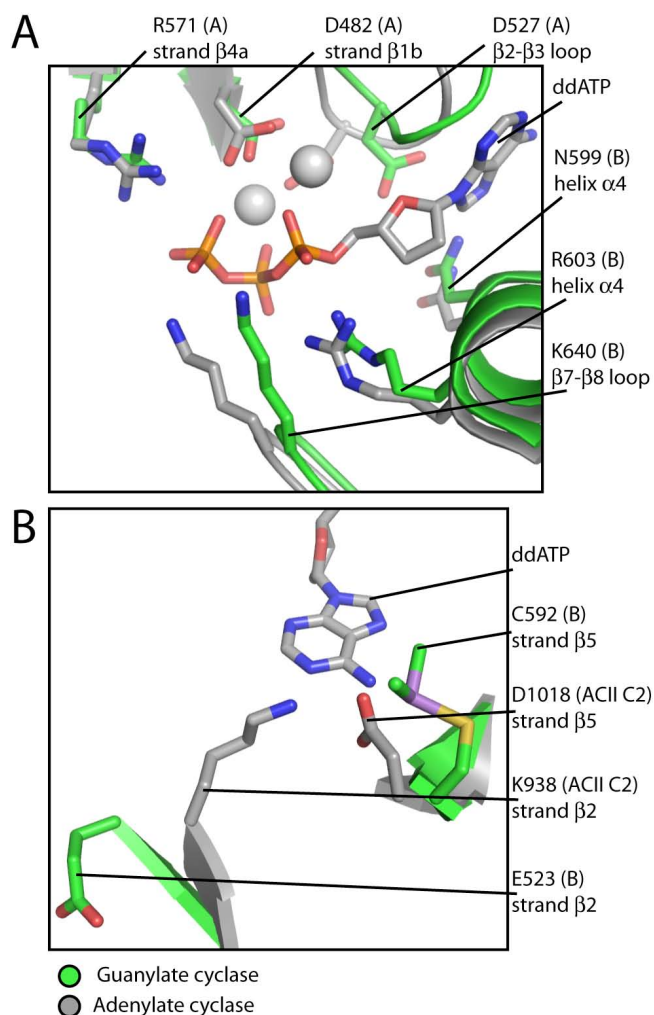 A
R571 (A)
strand β4a
D482 (A)
strand β1b
D527 (A)
β2-β3 loop
ddATP
N599 (B)
helix α4
R603 (B)
helix α4
K640 (B)
β7-β8 loop
B
ddATP
C592 (B)
strand β5
D1018 (ACII C2)
strand β5
K938 (ACII C2)
strand β2
E523 (B)
strand β2
Guanylate cyclase
Adenylate cyclase